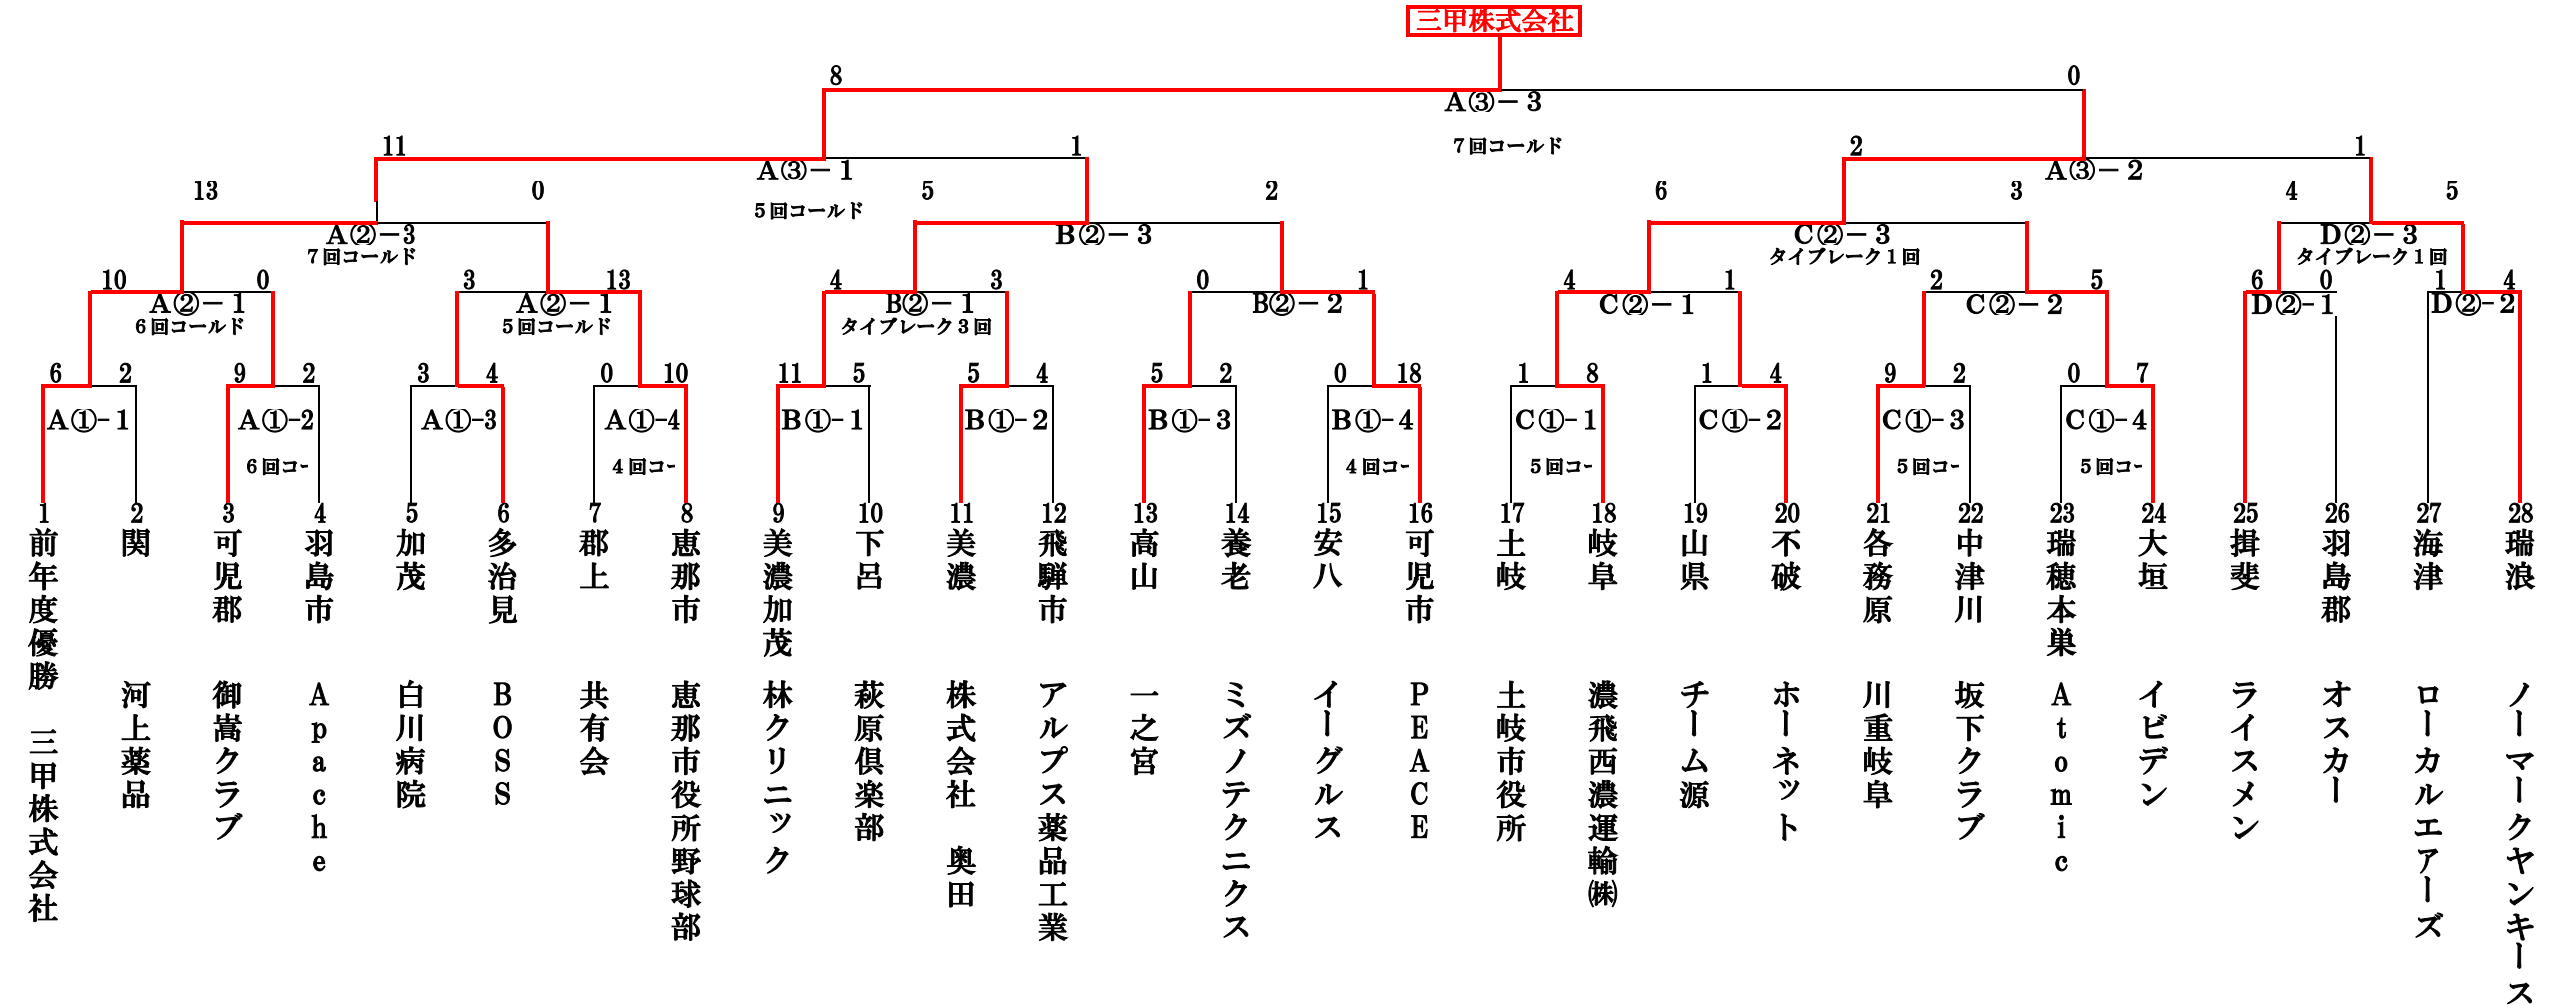 三甲株式会社
8 0
A③－3
7回コールド
11 1 2 1
A③－1 A③－2
5回コールド
13 0 5 2 6 3 4 5
A②－3 B②－3 C②－3 D②－3
7回コールド タイブレーク1回 タイブレーク1回
10 0 3 13 4 3 0 1 4 1 2 5 6 0 1 4
A②－1 A②－1 B②－1 B②－2 C②－1 C②－2 D②-1 D②-2
6回コールド 5回コールド タイブレーク3回
6 2 9 2 3 4 0 10 11 5 5 4 5 2 0 18 1 8 1 4 9 2 0 7
A①-1 A①-2 A①-3 A①-4 B①-1 B①-2 B①-3 B①-4 C①-1 C①-2 C①-3 C①-4
6回コー 4回コー 4回コー 5回コー 5回コー 5回コー
1 前年度優勝 三甲株式会社
2 関 河上薬品
3 可児郡 御嵩クラブ
4 羽島市 Apache
5 加茂 白川病院
6 多治見 BOSS
7 郡上 共有会
8 恵那市 恵那市役所野球部
9 美濃加茂 林クリニック
10 下呂 萩原倶楽部
11 美濃 株式会社 奥田
12 飛騨市 アルプス薬品工業
13 高山 一之宮
14 養老 ミズノテクニクス
15 安八 イーグルス
16 可児市 PEACE
17 土岐 土岐市役所
18 岐阜 濃飛西濃運輸㈱
19 山県 チーム源
20 不破 ホーネット
21 各務原 川重岐阜
22 中津川 坂下クラブ
23 瑞穂本巣 Atomic
24 大垣 イビデン
25 揖斐 ライスメン
26 羽島郡 オスカー
27 海津 ローカルエアーズ
28 瑞浪 ノーマークヤンキース